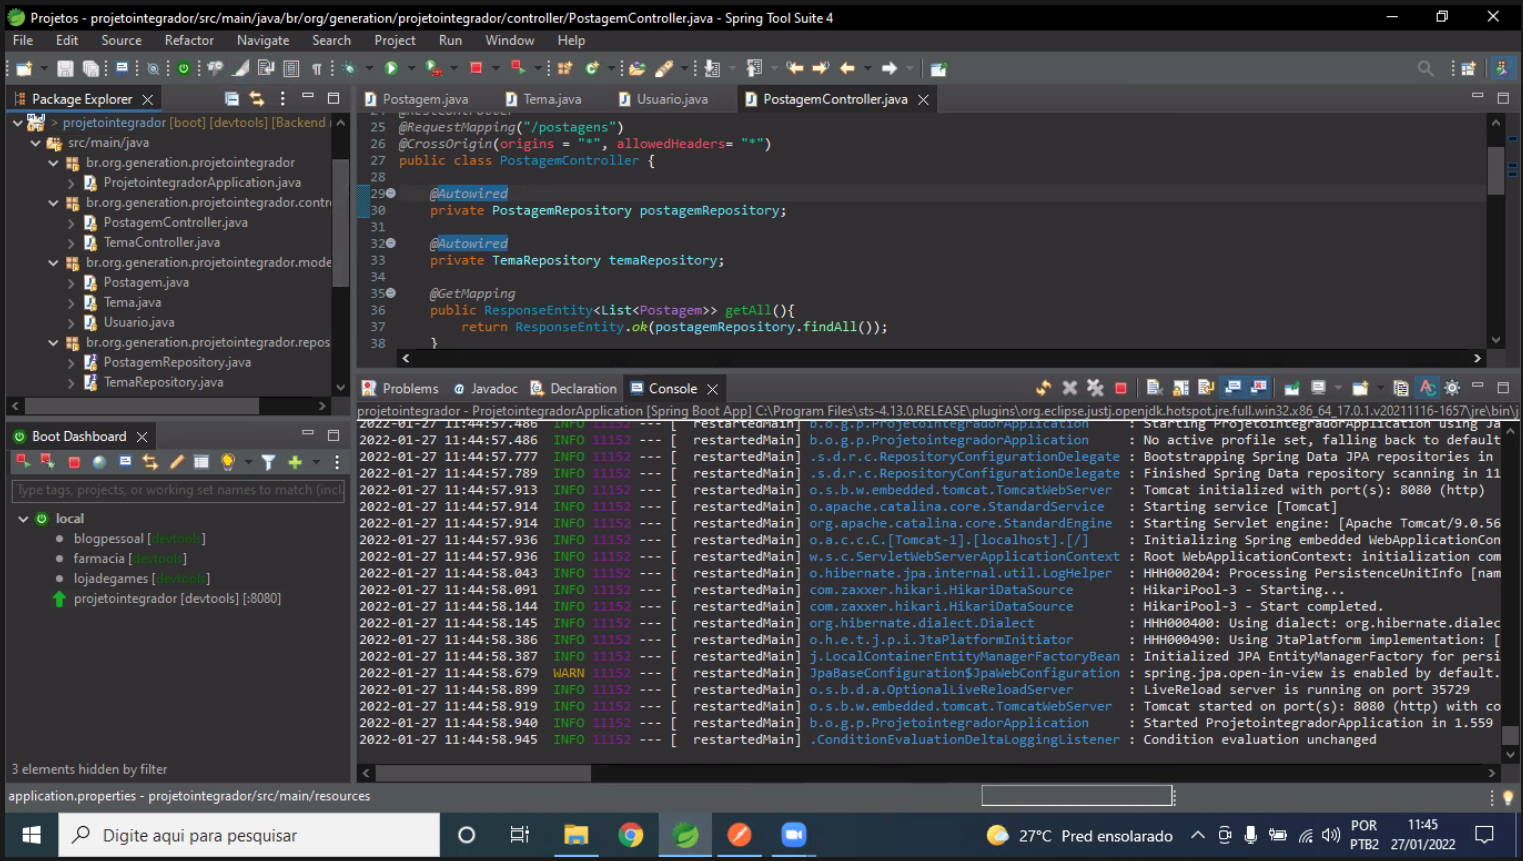 Projetos - projetointegrador/src/main/java/br/org/generation/projetointegrador/controller/PostagemController.java - Spring Tool Suite 4
File Edit Source Refactor Navigate Search Project Run Window Help
Package Explorer
> projetointegrador [boot] [devtools] [Backend
src/main/java
br.org.generation.projetointegrador
ProjetointegradorApplication.java
br.org.generation.projetointegrador.contr
PostagemController.java
TemaController.java
br.org.generation.projetointegrador.mode
Postagem.java
Tema.java
Usuario.java
br.org.generation.projetointegrador.repos
PostagemRepository.java
TemaRepository.java
Boot Dashboard
Type tags, projects, or working set names to match (incl.
local
blogpessoal [devtools]
farmacia [devtools]
lojadegames [devtools]
projetointegrador [devtools] [:8080]
3 elements hidden by filter
Postagem.java Tema.java Usuario.java PostagemController.java
24 @RestController
25 @RequestMapping("/postagens")
26 @CrossOrigin(origins = "*", allowedHeaders= "*")
27 public class PostagemController {
28
29 @Autowired
30 private PostagemRepository postagemRepository;
31
32 @Autowired
33 private TemaRepository temaRepository;
34
35 @GetMapping
36 public ResponseEntity<List<Postagem>> getAll(){
37 return ResponseEntity.ok(postagemRepository.findAll());
38 }
Problems @ Javadoc Declaration Console
projetointegrador - ProjetointegradorApplication [Spring Boot App] C:\Program Files\sts-4.13.0.RELEASE\plugins\org.eclipse.justj.openjdk.hotspot.jre.full.win32.x86_64_17.0.1.v20211116-1657\jre\bin\j
2022-01-27 11:44:57.486 INFO 11152 --- [ restartedMain] b.o.g.p.ProjetointegradorApplication : Starting ProjetointegradorApplication using Ja
2022-01-27 11:44:57.486 INFO 11152 --- [ restartedMain] b.o.g.p.ProjetointegradorApplication : No active profile set, falling back to default
2022-01-27 11:44:57.777 INFO 11152 --- [ restartedMain] .s.d.r.c.RepositoryConfigurationDelegate : Bootstrapping Spring Data JPA repositories in
2022-01-27 11:44:57.789 INFO 11152 --- [ restartedMain] .s.d.r.c.RepositoryConfigurationDelegate : Finished Spring Data repository scanning in 11
2022-01-27 11:44:57.913 INFO 11152 --- [ restartedMain] o.s.b.w.embedded.tomcat.TomcatWebServer : Tomcat initialized with port(s): 8080 (http)
2022-01-27 11:44:57.914 INFO 11152 --- [ restartedMain] o.apache.catalina.core.StandardService : Starting service [Tomcat]
2022-01-27 11:44:57.914 INFO 11152 --- [ restartedMain] org.apache.catalina.core.StandardEngine : Starting Servlet engine: [Apache Tomcat/9.0.56
2022-01-27 11:44:57.936 INFO 11152 --- [ restartedMain] o.a.c.c.C.[Tomcat-1].[localhost].[/] : Initializing Spring embedded WebApplicationCon
2022-01-27 11:44:57.936 INFO 11152 --- [ restartedMain] w.s.c.ServletWebServerApplicationContext : Root WebApplicationContext: initialization com
2022-01-27 11:44:58.043 INFO 11152 --- [ restartedMain] o.hibernate.jpa.internal.util.LogHelper : HHH000204: Processing PersistenceUnitInfo [nam
2022-01-27 11:44:58.091 INFO 11152 --- [ restartedMain] com.zaxxer.hikari.HikariDataSource : HikariPool-3 - Starting...
2022-01-27 11:44:58.144 INFO 11152 --- [ restartedMain] com.zaxxer.hikari.HikariDataSource : HikariPool-3 - Start completed.
2022-01-27 11:44:58.145 INFO 11152 --- [ restartedMain] org.hibernate.dialect.Dialect : HHH000400: Using dialect: org.hibernate.dialec
2022-01-27 11:44:58.386 INFO 11152 --- [ restartedMain] o.h.e.t.j.p.i.JtaPlatformInitiator : HHH000490: Using JtaPlatform implementation: [
2022-01-27 11:44:58.387 INFO 11152 --- [ restartedMain] j.LocalContainerEntityManagerFactoryBean : Initialized JPA EntityManagerFactory for persi
2022-01-27 11:44:58.679 WARN 11152 --- [ restartedMain] JpaBaseConfiguration$JpaWebConfiguration : spring.jpa.open-in-view is enabled by default.
2022-01-27 11:44:58.899 INFO 11152 --- [ restartedMain] o.s.b.d.a.OptionalLiveReloadServer : LiveReload server is running on port 35729
2022-01-27 11:44:58.919 INFO 11152 --- [ restartedMain] o.s.b.w.embedded.tomcat.TomcatWebServer : Tomcat started on port(s): 8080 (http) with co
2022-01-27 11:44:58.940 INFO 11152 --- [ restartedMain] b.o.g.p.ProjetointegradorApplication : Started ProjetointegradorApplication in 1.559
2022-01-27 11:44:58.945 INFO 11152 --- [ restartedMain] .ConditionEvaluationDeltaLoggingListener : Condition evaluation unchanged
application.properties - projetointegrador/src/main/resources
Digite aqui para pesquisar
27°C Pred ensolarado
POR
PTB2
11:45
27/01/2022